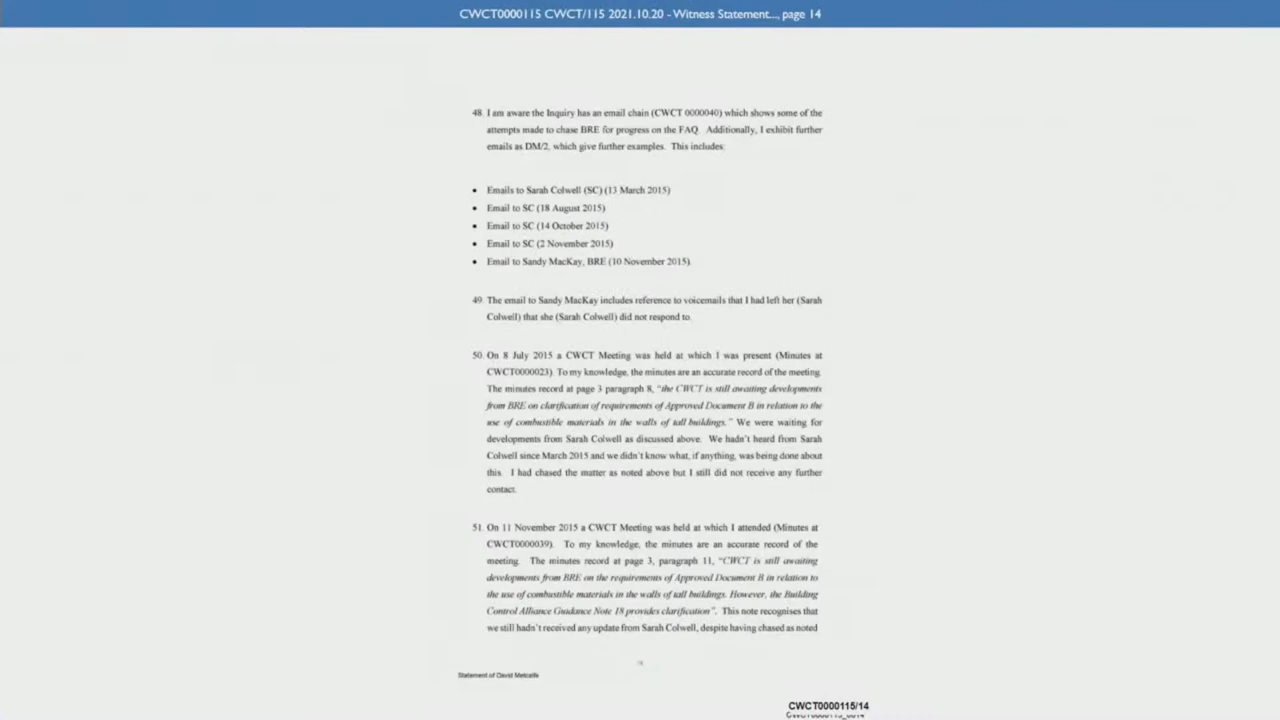 CWCT0000115 CWCT/115 2021.10.20 - Witness Statement..., page 14
48. I am aware the Inquiry has an email chain (CWCT 0000040) which shows some of the
attempts made to chase BRE for progress on the FAQ. Additionally, I exhibit further
emails as DM/2, which give further examples. This includes:
• Emails to Sarah Colwell (SC) (13 March 2015)
• Email to SC (18 August 2015)
• Email to SC (14 October 2015)
• Email to SC (2 November 2015)
• Email to Sandy MacKay, BRE (10 November 2015).
49. The email to Sandy MacKay includes reference to voicemails that I had left her (Sarah
Colwell) that she (Sarah Colwell) did not respond to.
50. On 8 July 2015 a CWCT Meeting was held at which I was present (Minutes at
CWCT0000023). To my knowledge, the minutes are an accurate record of the meeting.
The minutes record at page 3 paragraph 8, "the CWCT is still awaiting developments
from BRE on clarification of requirements of Approved Document B in relation to the
use of combustible materials in the walls of tall buildings." We were waiting for
developments from Sarah Colwell as discussed above. We hadn't heard from Sarah
Colwell since March 2015 and we didn't know what, if anything, was being done about
this. I had chased the matter as noted above but I still did not receive any further
contact.
51. On 11 November 2015 a CWCT Meeting was held at which I attended (Minutes at
CWCT0000039). To my knowledge, the minutes are an accurate record of the
meeting. The minutes record at page 3, paragraph 11, "CWCT is still awaiting
developments from BRE on the requirements of Approved Document B in relation to
the use of combustible materials in the walls of tall buildings. However, the Building
Control Alliance Guidance Note 18 provides clarification". This note recognises that
we still hadn't received any update from Sarah Colwell, despite having chased as noted
Statement of David Metcalfe
CWCT0000115/14
CWCT0000115_0014